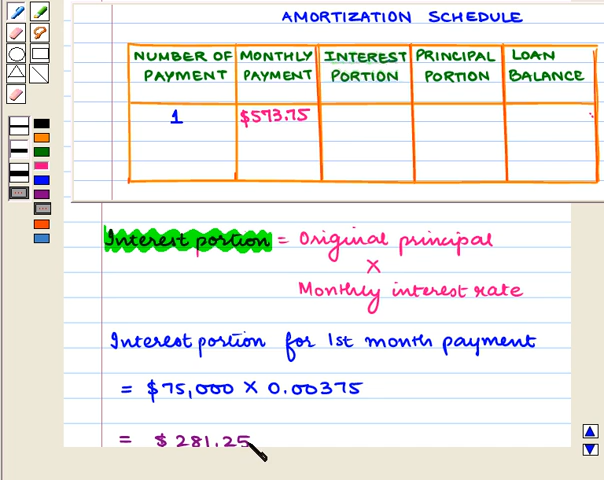 AMORTIZATION SCHEDULE
NUMBER OF PAYMENT MONTHLY PAYMENT INTEREST PORTION PRINCIPAL PORTION LOAN BALANCE
1 $573.75
Interest portion = Original principal
×
Monthly interest rate
Interest portion for 1st month payment
= $75,000 × 0.00375
= $281.25